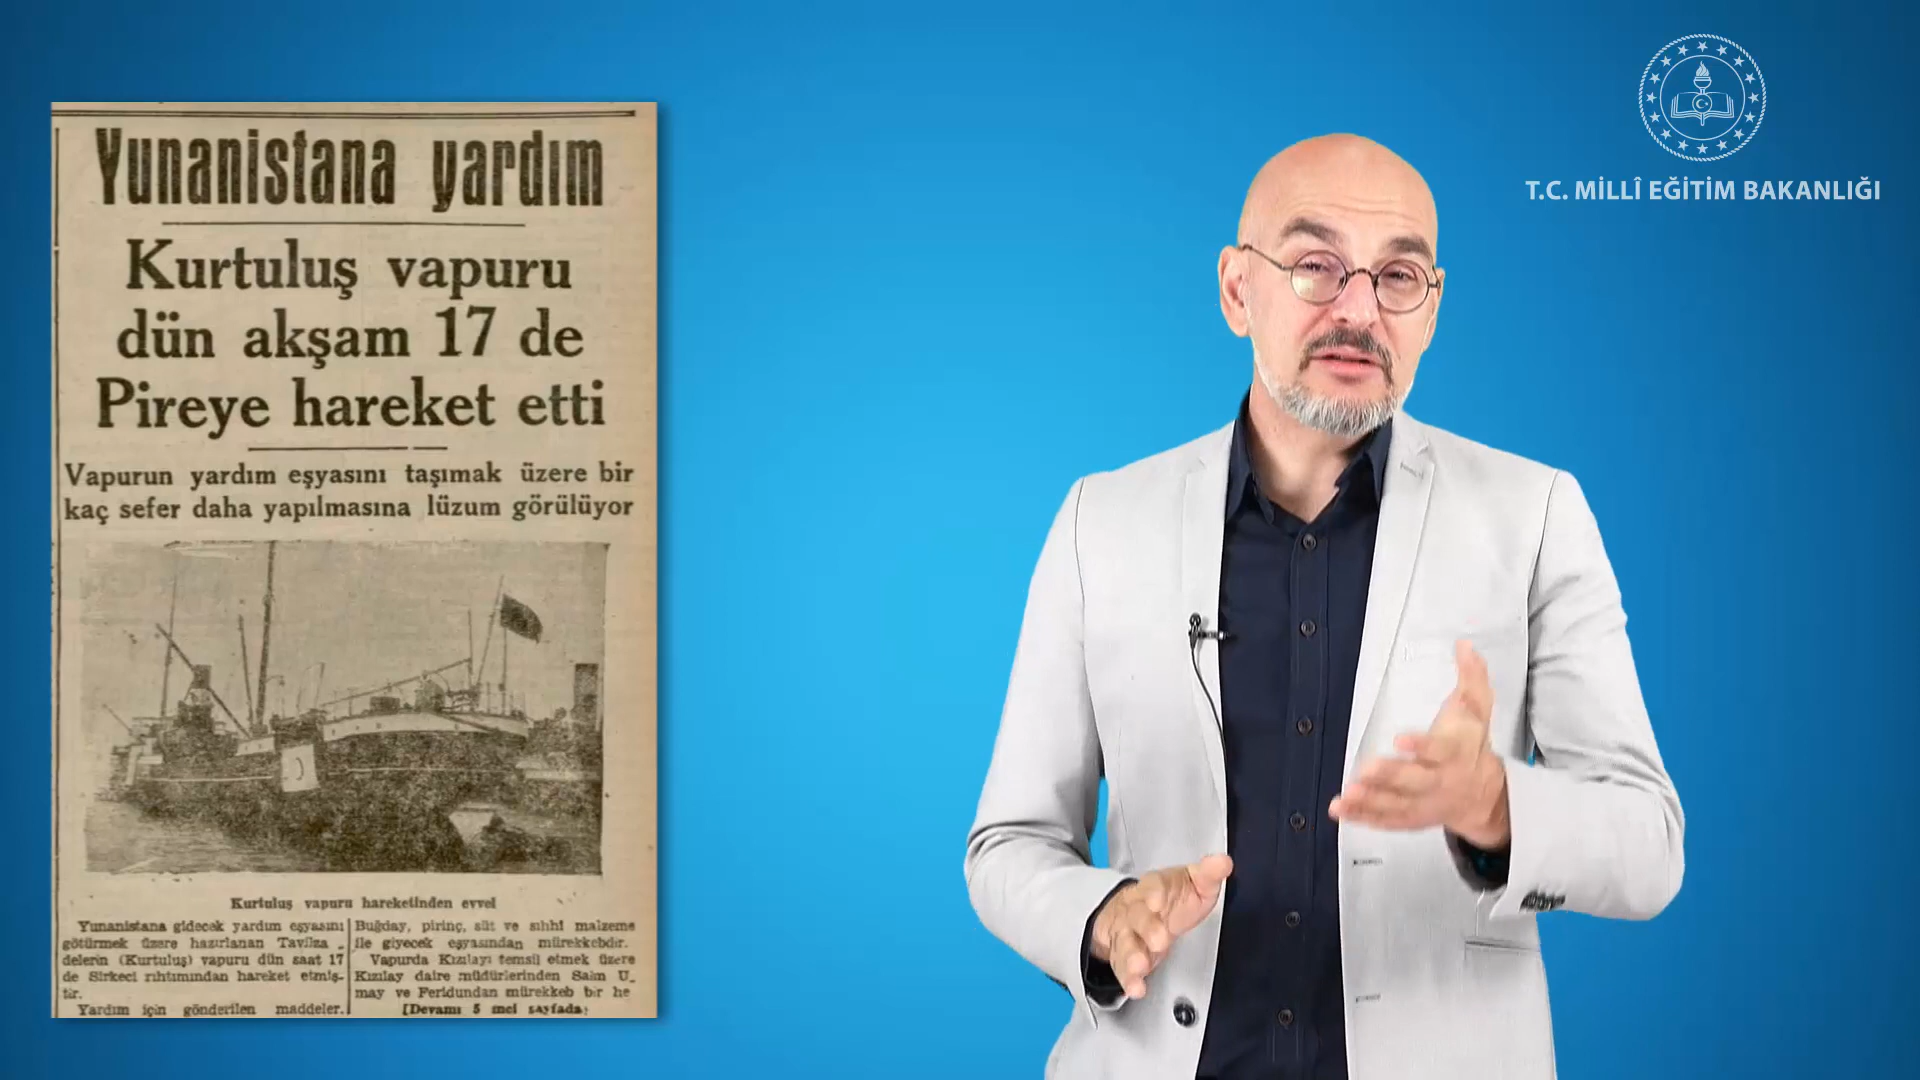 Yunanistana yardım
Kurtuluş vapuru
dün akşam 17 de
Pireye hareket etti
Vapurun yardım eşyasını taşımak üzere bir
kaç sefer daha yapılmasına lüzum görülüyor
Kurtuluş vapuru hareketinden evvel
Yunanistana gidecek yardım eşyasını
götürmek üzere hazırlanan Tavilza -
delerin (Kurtuluş) vapuru dün saat 17
de Sirkeci rıhtımından hareket etmiş-
tir.
Yardım için gönderilen maddeler.
Buğday, pirinç, süt ve sıhhî malzeme
ile giyecek eşyasından mürekkebdir.
Vapurda Kızılayı temsil etmek üzere
Kızılay daire müdürlerinden Saim U_
may ve Feridundan mürekkeb bir he
[Devamı 5 inci sayfada]
T.C. MİLLÎ EĞİTİM BAKANLIĞI